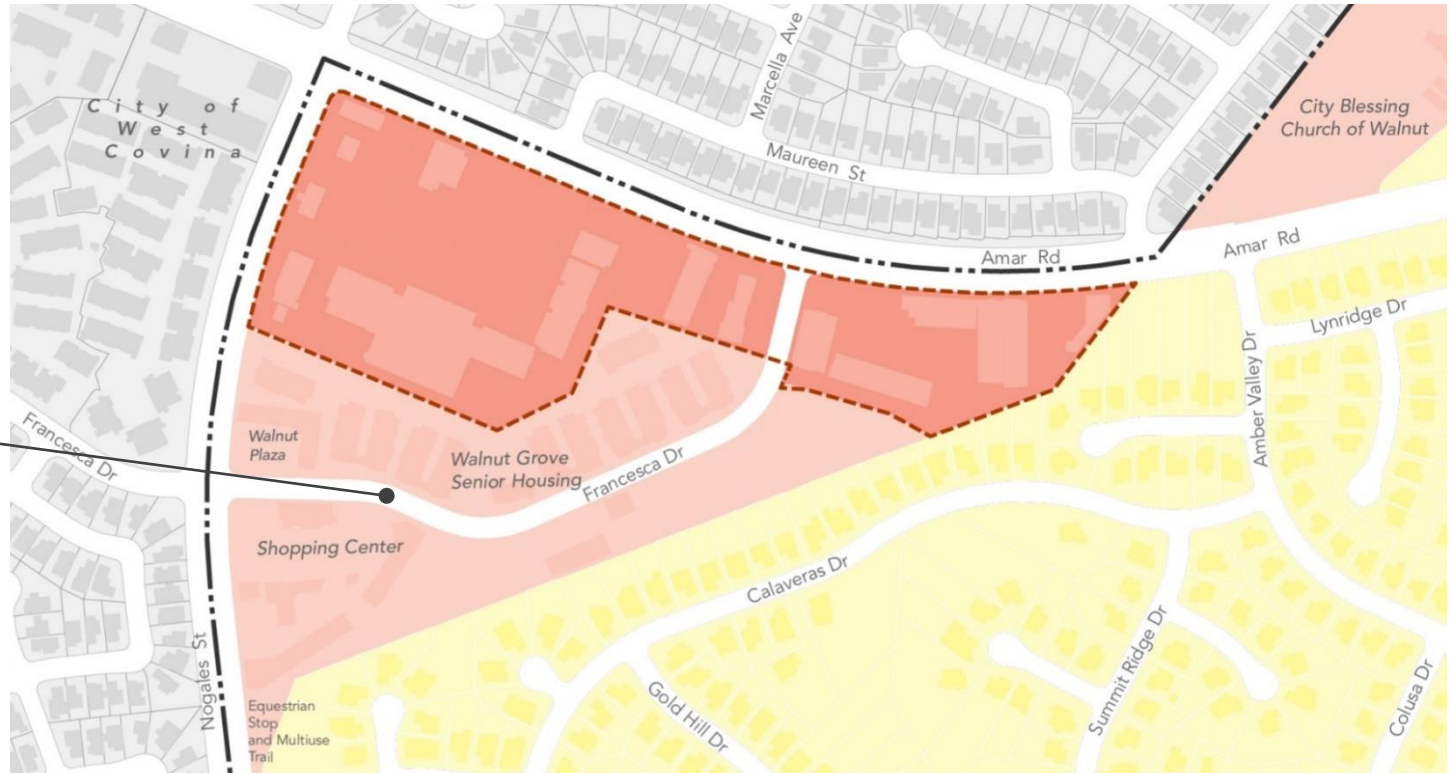 City of
West
Covina
Marcella Ave
Maureen St
City Blessing
Church of Walnut
Amar Rd
Amar Rd
Lynridge Dr
Amber Valley Dr
Francesca Dr
Walnut
Plaza
Walnut Grove
Senior Housing
Francesca Dr
Shopping Center
Calaveras Dr
Nogales St
Equestrian
Stop
and Multiuse
Trail
Gold Hill Dr
Summit Ridge Dr
Colusa Dr